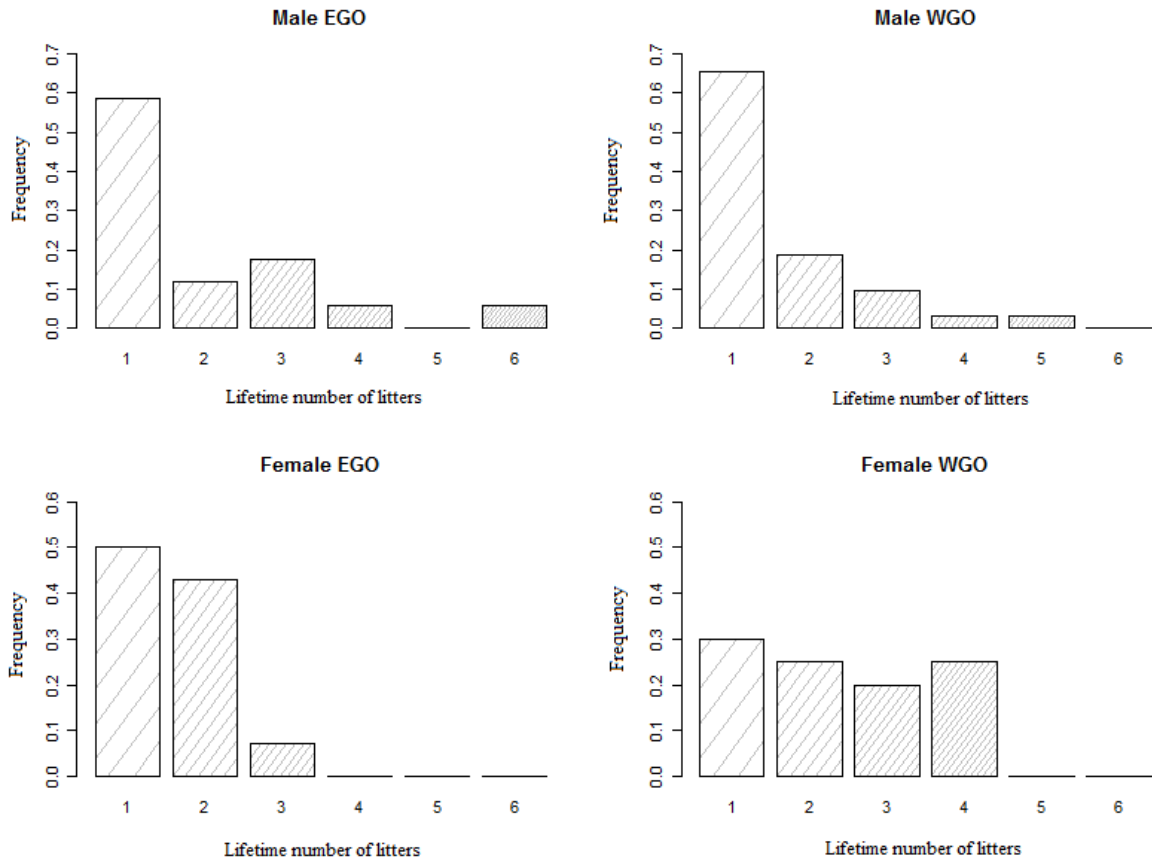 Male EGO
Frequency
0.0 0.1 0.2 0.3 0.4 0.5 0.6 0.7
1 2 3 4 5 6
Lifetime number of litters
Male WGO
Frequency
0.0 0.1 0.2 0.3 0.4 0.5 0.6 0.7
1 2 3 4 5 6
Lifetime number of litters
Female EGO
Frequency
0.0 0.1 0.2 0.3 0.4 0.5 0.6
1 2 3 4 5 6
Lifetime number of litters
Female WGO
Frequency
0.0 0.1 0.2 0.3 0.4 0.5 0.6
1 2 3 4 5 6
Lifetime number of litters